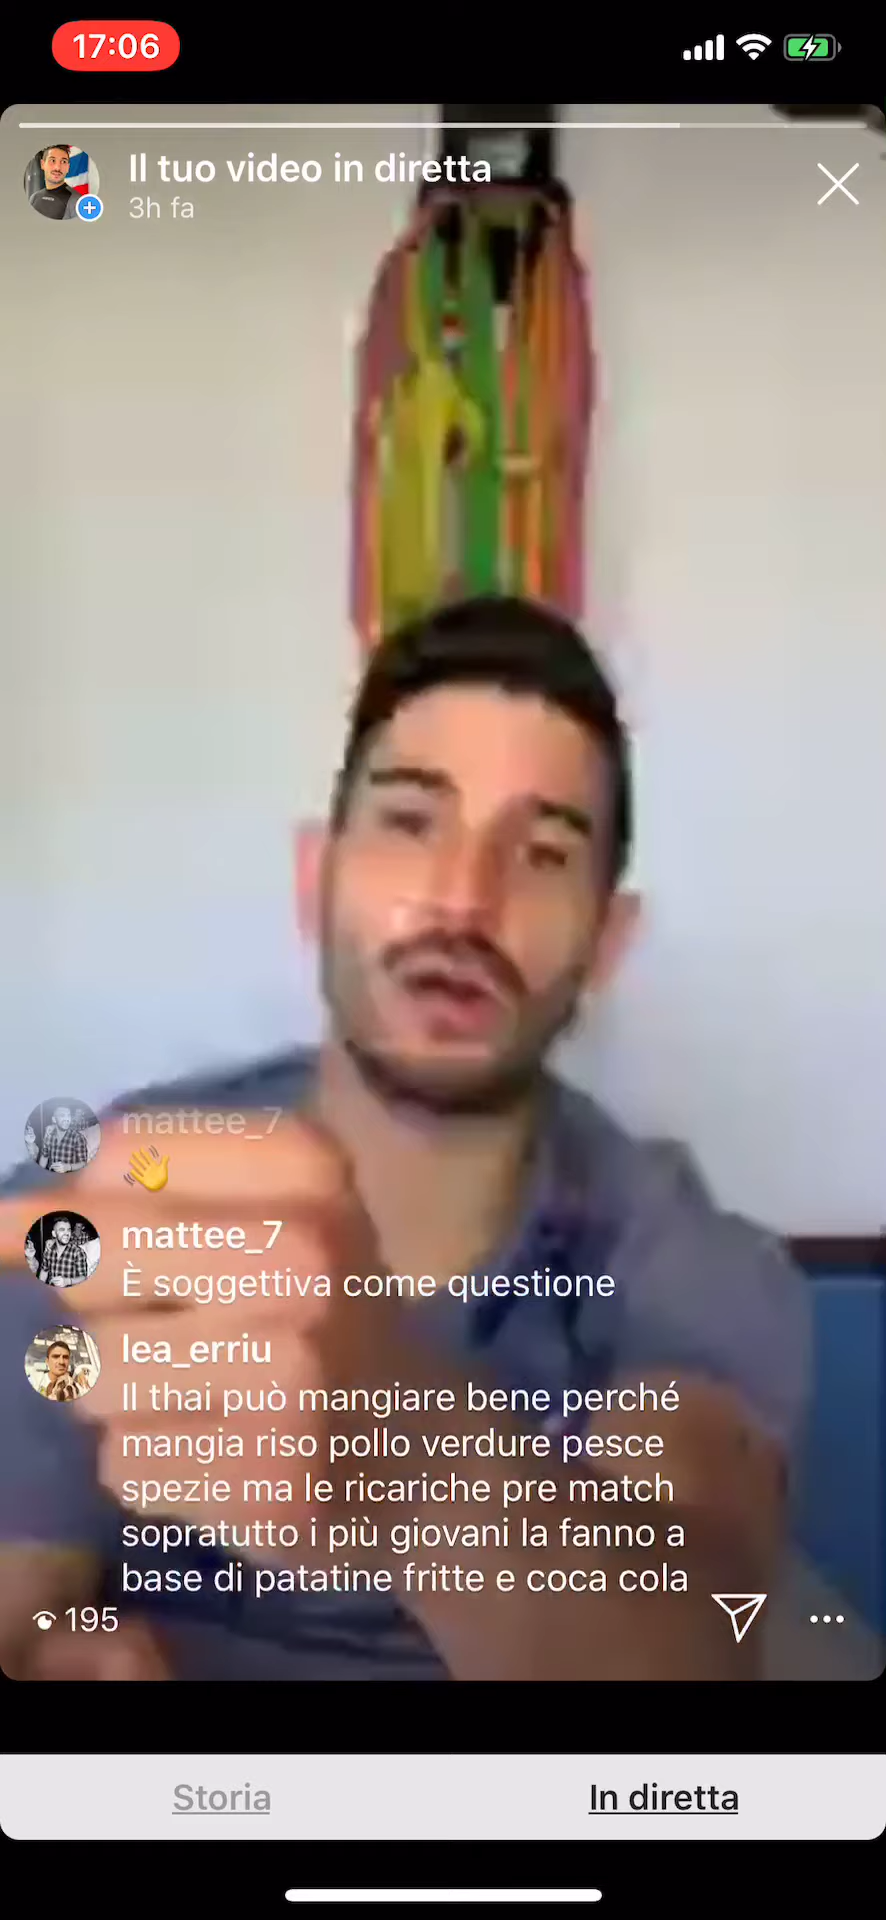 17:06
Il tuo video in diretta
3h fa
mattee_7
👋
mattee_7
È soggettiva come questione
lea_erriu
Il thai può mangiare bene perché
mangia riso pollo verdure pesce
spezie ma le ricariche pre match
sopratutto i più giovani la fanno a
base di patatine fritte e coca cola
195
Storia
In diretta